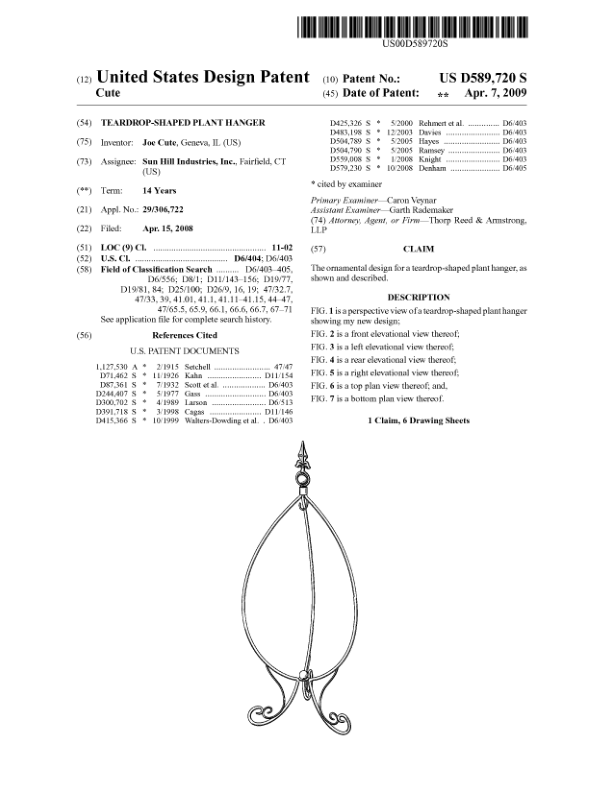 US00D589720S
(12) United States Design Patent
Cute
(10) Patent No.: US D589,720 S
(45) Date of Patent: ** Apr. 7, 2009
(54) TEARDROP-SHAPED PLANT HANGER
(75) Inventor: Joe Cute, Geneva, IL (US)
(73) Assignee: Sun Hill Industries, Inc., Fairfield, CT
(US)
(**) Term: 14 Years
(21) Appl. No.: 29/306,722
(22) Filed: Apr. 15, 2008
(51) LOC (9) Cl. .................................... 11-02
(52) U.S. Cl. .............................. D6/404; D6/403
(58) Field of Classification Search .......... D6/403–405,
D6/556; D8/1; D11/143–156; D19/77,
D19/81, 84; D25/100; D26/9, 16, 19; 47/32.7,
47/33, 39, 41.01, 41.1, 41.11–41.15, 44–47,
47/65.5, 65.9, 66.1, 66.6, 66.7, 67–71
See application file for complete search history.
(56) References Cited
U.S. PATENT DOCUMENTS
1,127,530 A * 2/1915 Setchell ........................ 47/47
D71,462 S * 11/1926 Kahn ........................ D11/154
D87,361 S * 7/1932 Scott et al. ................... D6/403
D244,407 S * 5/1977 Gass ........................ D6/403
D300,702 S * 4/1989 Larson ........................ D6/513
D391,718 S * 3/1998 Cagas ........................ D11/146
D415,366 S * 10/1999 Walters-Dowding et al. . D6/403
D425,326 S * 5/2000 Rehmert et al. ............... D6/403
D483,198 S * 12/2003 Davies ........................ D6/403
D504,789 S * 5/2005 Hayes ........................ D6/403
D504,790 S * 5/2005 Ramsey ........................ D6/403
D559,008 S * 1/2008 Knight ........................ D6/403
D579,230 S * 10/2008 Denham ........................ D6/405
* cited by examiner
Primary Examiner—Caron Veynar
Assistant Examiner—Garth Rademaker
(74) Attorney, Agent, or Firm—Thorp Reed & Armstrong,
LLP
(57) CLAIM
The ornamental design for a teardrop-shaped plant hanger, as
shown and described.
DESCRIPTION
FIG. 1 is a perspective view of a teardrop-shaped plant hanger
showing my new design;
FIG. 2 is a front elevational view thereof;
FIG. 3 is a left elevational view thereof;
FIG. 4 is a rear elevational view thereof;
FIG. 5 is a right elevational view thereof;
FIG. 6 is a top plan view thereof; and,
FIG. 7 is a bottom plan view thereof.
1 Claim, 6 Drawing Sheets